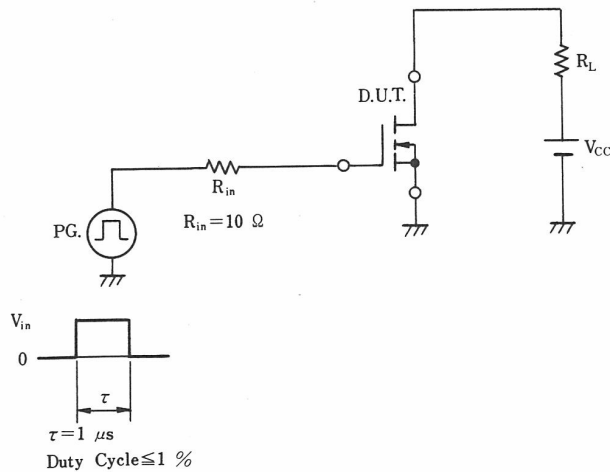 D.U.T.
R_L
V_CC
R_in
PG.
R_in=10 Ω
V_in
0
τ
τ=1 μs
Duty Cycle≦1 %